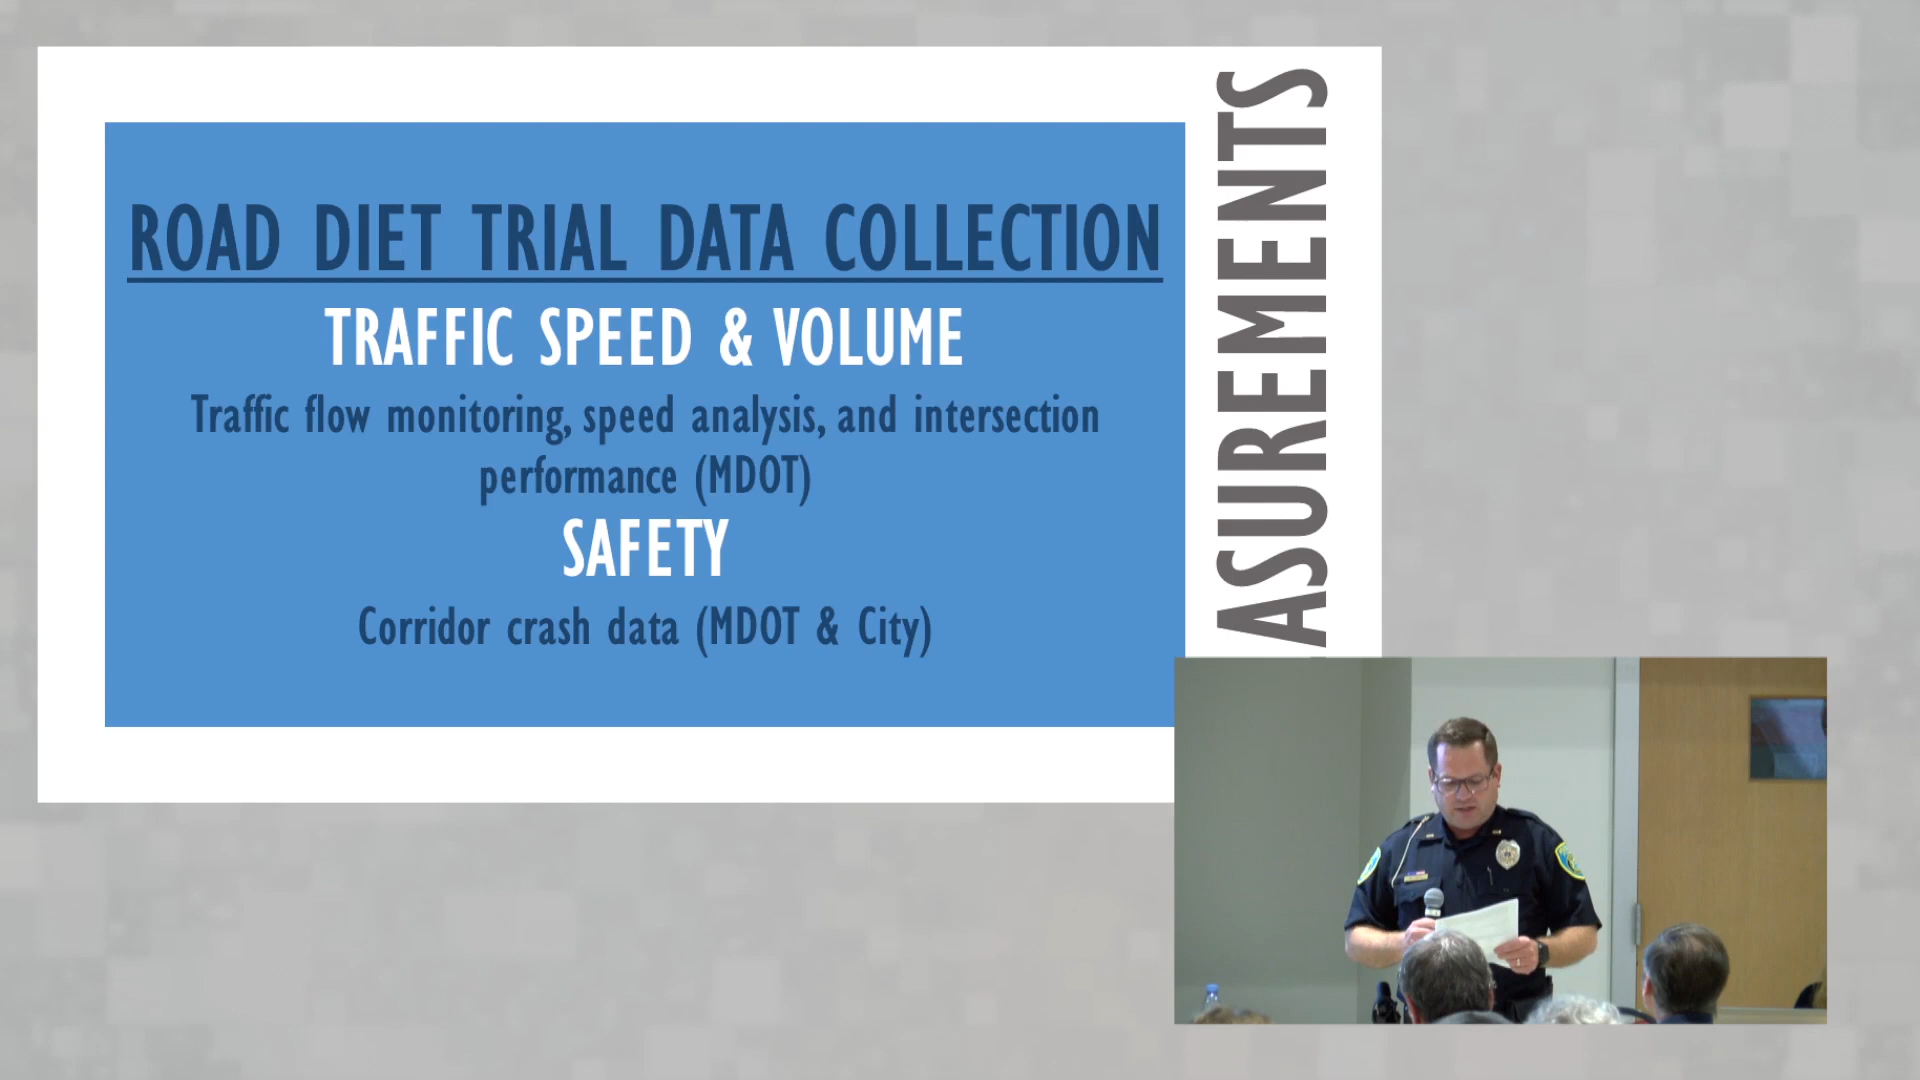 ROAD DIET TRIAL DATA COLLECTION
TRAFFIC SPEED & VOLUME
Traffic flow monitoring, speed analysis, and intersection
performance (MDOT)
SAFETY
Corridor crash data (MDOT & City)
ASUREMENTS